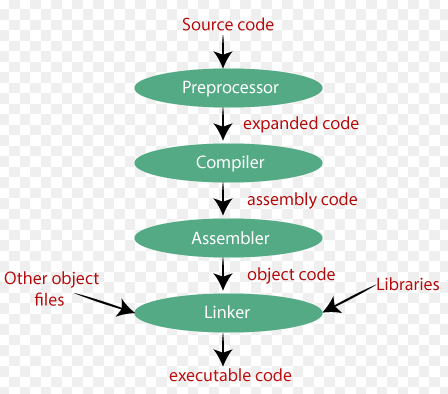 Source code
Preprocessor
expanded code
Compiler
assembly code
Assembler
object code
Other object
files
Libraries
Linker
executable code